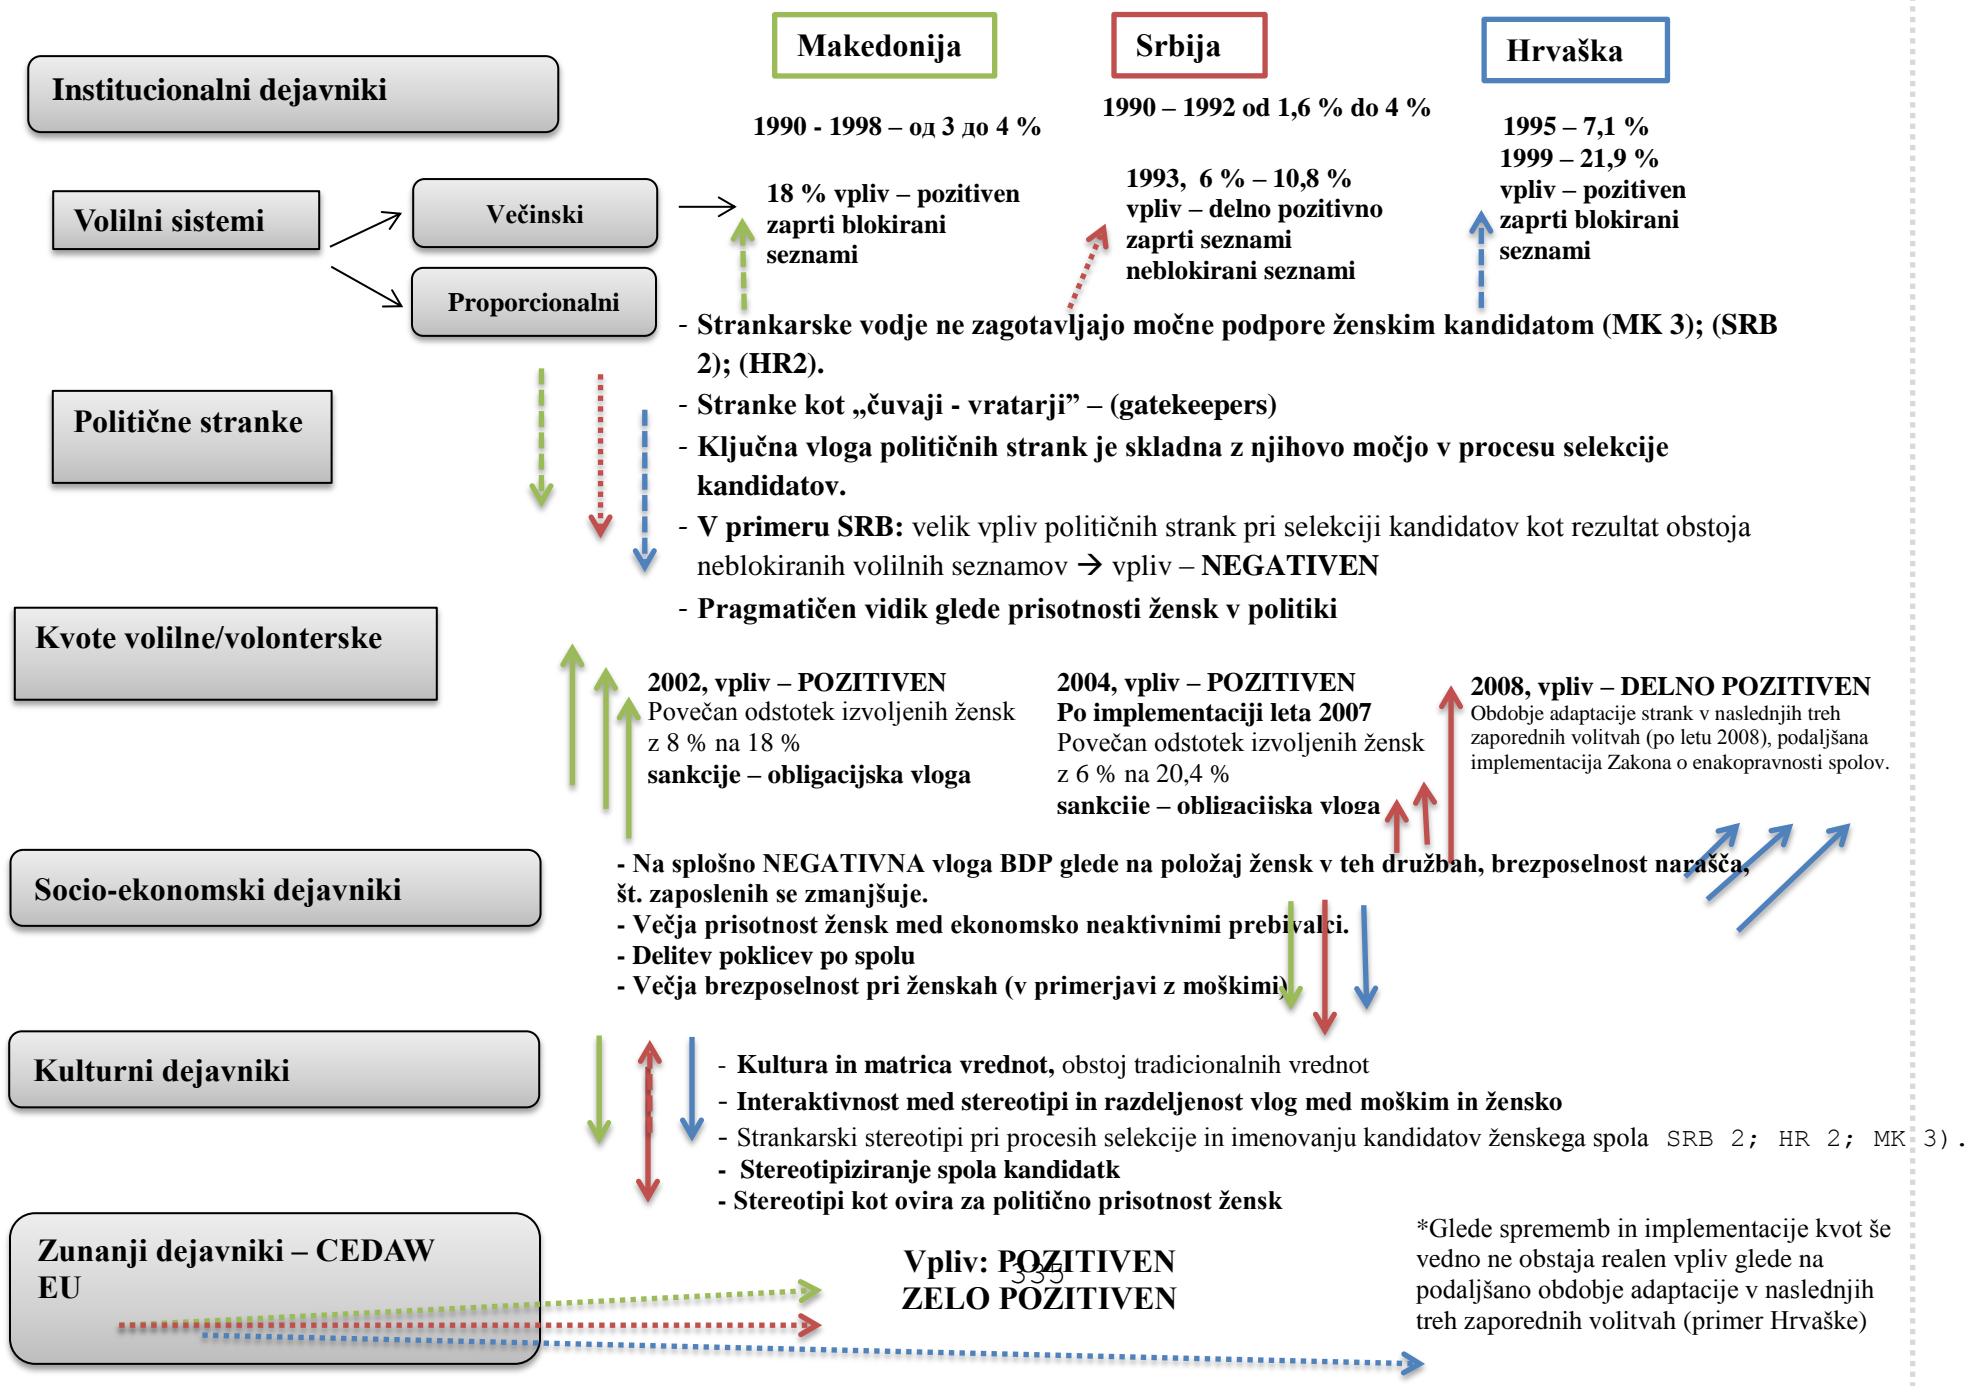 Makedonija
Srbija
Hrvaška
Institucionalni dejavniki
1990 - 1998 – од 3 до 4 %
1990 – 1992 od 1,6 % do 4 %
1995 – 7,1 %
1999 – 21,9 %
vpliv – pozitiven
zaprti blokirani
seznami
Volilni sistemi
Večinski
Proporcionalni
18 % vpliv – pozitiven
zaprti blokirani
seznami
1993,  6 % – 10,8 %
vpliv – delno pozitivno
zaprti seznami
neblokirani seznami
- Strankarske vodje ne zagotavljajo močne podpore ženskim kandidatom (MK 3); (SRB
2); (HR2).
Politične stranke
- Stranke kot „čuvaji - vratarji” – (gatekeepers)
- Ključna vloga političnih strank je skladna z njihovo močjo v procesu selekcije
kandidatov.
- V primeru SRB: velik vpliv političnih strank pri selekciji kandidatov kot rezultat obstoja
neblokiranih volilnih seznamov → vpliv – NEGATIVEN
- Pragmatičen vidik glede prisotnosti žensk v politiki
Kvote volilne/volonterske
2002, vpliv – POZITIVEN
Povečan odstotek izvoljenih žensk
z 8 % na 18 %
sankcije – obligacijska vloga
2004, vpliv – POZITIVEN
Po implementaciji leta 2007
Povečan odstotek izvoljenih žensk
z 6 % na 20,4 %
sankcije – obligacijska vloga
2008, vpliv – DELNO POZITIVEN
Obdobje adaptacije strank v naslednjih treh
zaporednih volitvah (po letu 2008), podaljšana
implementacija Zakona o enakopravnosti spolov.
Socio-ekonomski dejavniki
- Na splošno NEGATIVNA vloga BDP glede na položaj žensk v teh družbah, brezposelnost narašča,
št. zaposlenih se zmanjšuje.
- Večja prisotnost žensk med ekonomsko neaktivnimi prebivalci.
- Delitev poklicev po spolu
- Večja brezposelnost pri ženskah (v primerjavi z moškimi)
Kulturni dejavniki
- Kultura in matrica vrednot, obstoj tradicionalnih vrednot
- Interaktivnost med stereotipi in razdeljenost vlog med moškim in žensko
- Strankarski stereotipi pri procesih selekcije in imenovanju kandidatov ženskega spola SRB 2; HR 2; MK 3).
- Stereotipiziranje spola kandidatk
- Stereotipi kot ovira za politično prisotnost žensk
Zunanji dejavniki – CEDAW
EU
Vpliv: POZITIVEN
335
ZELO POZITIVEN
*Glede sprememb in implementacije kvot še
vedno ne obstaja realen vpliv glede na
podaljšano obdobje adaptacije v naslednjih
treh zaporednih volitvah (primer Hrvaške)